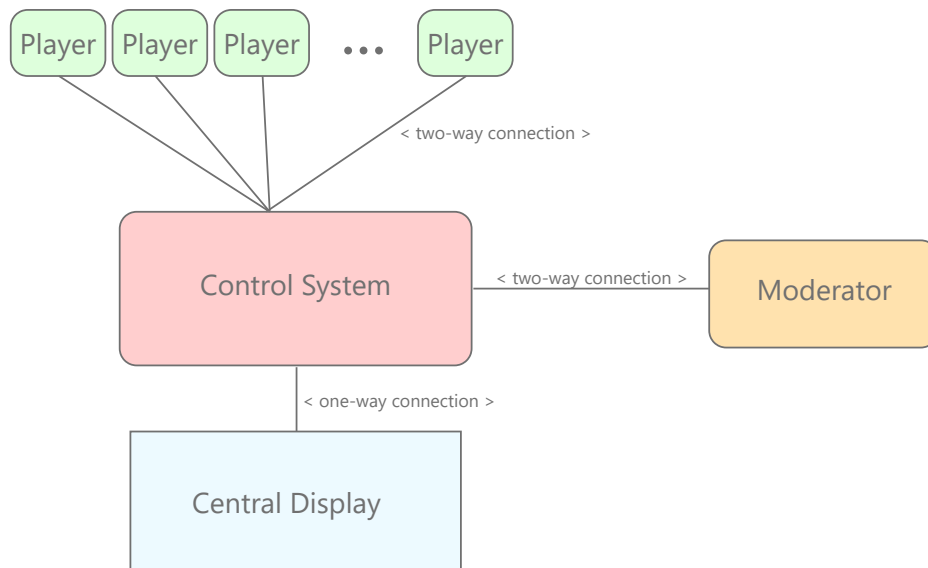 Player Player Player ... Player
< two-way connection >
Control System
< two-way connection >
Moderator
< one-way connection >
Central Display